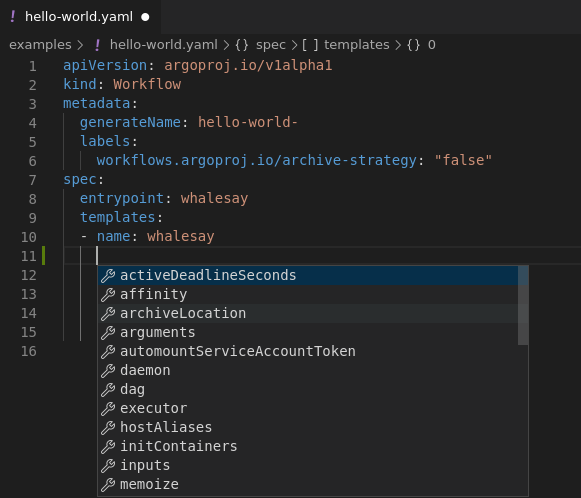 ! hello-world.yaml ●
examples > ! hello-world.yaml > {} spec > [ ] templates > {} 0
1 apiVersion: argoproj.io/v1alpha1
2 kind: Workflow
3 metadata:
4   generateName: hello-world-
5   labels:
6     workflows.argoproj.io/archive-strategy: "false"
7 spec:
8   entrypoint: whalesay
9   templates:
10   - name: whalesay
11
12 activeDeadlineSeconds
13 affinity
14 archiveLocation
15 arguments
16 automountServiceAccountToken
daemon
dag
executor
hostAliases
initContainers
inputs
memoize